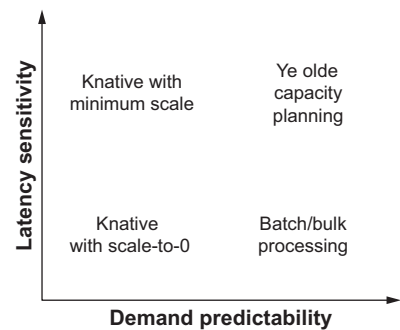 Latency sensitivity
Knative with
minimum scale
Ye olde
capacity
planning
Knative
with scale-to-0
Batch/bulk
processing
Demand predictability